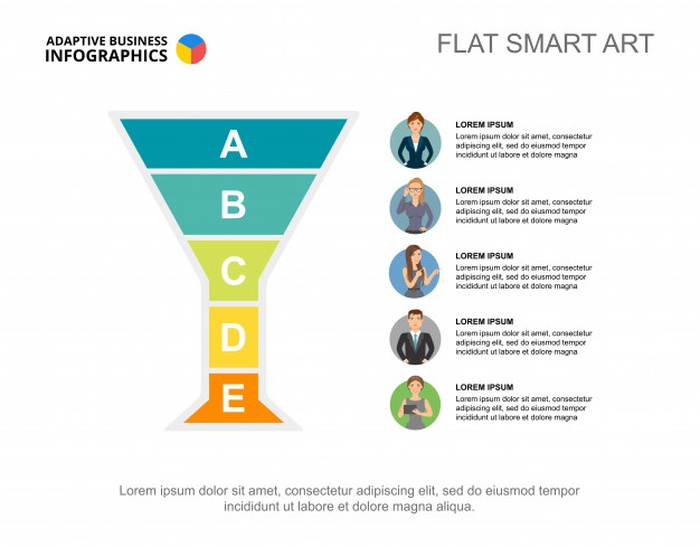 ADAPTIVE BUSINESS
INFOGRAPHICS
FLAT SMART ART
A
B
C
D
E
LOREM IPSUM
Lorem ipsum dolor sit amet, consectetur
adipiscing elit, sed do eiusmod tempor
incididunt ut labore et dolore magna
LOREM IPSUM
Lorem ipsum dolor sit amet, consectetur
adipiscing elit, sed do eiusmod tempor
incididunt ut labore et dolore magna
LOREM IPSUM
Lorem ipsum dolor sit amet, consectetur
adipiscing elit, sed do eiusmod tempor
incididunt ut labore et dolore magna
LOREM IPSUM
Lorem ipsum dolor sit amet, consectetur
adipiscing elit, sed do eiusmod tempor
incididunt ut labore et dolore magna
LOREM IPSUM
Lorem ipsum dolor sit amet, consectetur
adipiscing elit, sed do eiusmod tempor
incididunt ut labore et dolore magna
Lorem ipsum dolor sit amet, consectetur adipiscing elit, sed do eiusmod tempor
incididunt ut labore et dolore magna aliqua.